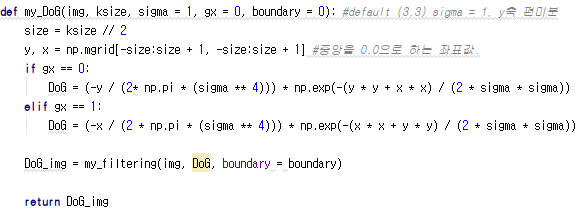 def my_DoG(img, ksize, sigma = 1, gx = 0, boundary = 0): #default (3,3) sigma = 1, y축 편미분
size = ksize // 2
y, x = np.mgrid[-size:size + 1, -size:size + 1] #중앙을 0.0으로 하는 좌표값.
if gx == 0:
DoG = (-y / (2* np.pi * (sigma ** 4))) * np.exp(-(y * y + x * x) / (2 * sigma * sigma))
elif gx == 1:
DoG = (-x / (2 * np.pi * (sigma ** 4))) * np.exp(-(x * x + y * y) / (2 * sigma * sigma))
DoG_img = my_filtering(img, DoG, boundary = boundary)
return DoG_img